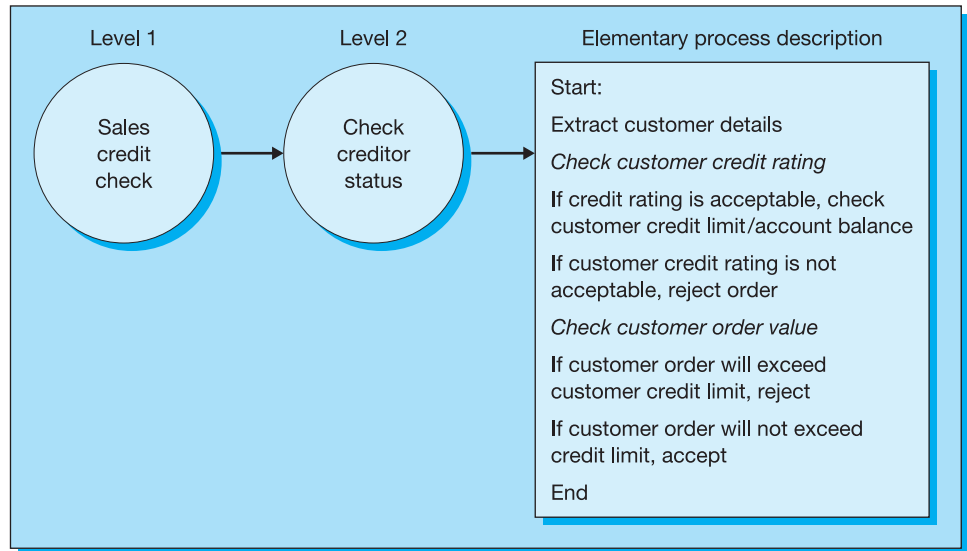 Level 1
Level 2
Elementary process description
Sales
credit
check
Check
creditor
status
Start:
Extract customer details
Check customer credit rating
If credit rating is acceptable, check
customer credit limit/account balance
If customer credit rating is not
acceptable, reject order
Check customer order value
If customer order will exceed
customer credit limit, reject
If customer order will not exceed
credit limit, accept
End